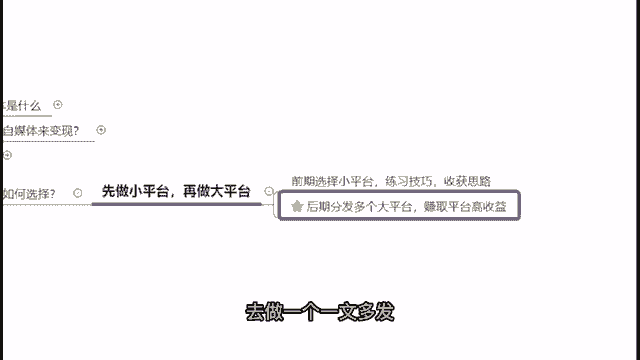 是什么
自媒体来变现？
如何选择？
先做小平台，再做大平台
前期选择小平台，练习技巧，收获思路
后期分发多个大平台，赚取平台高收益
去做一个一文多发